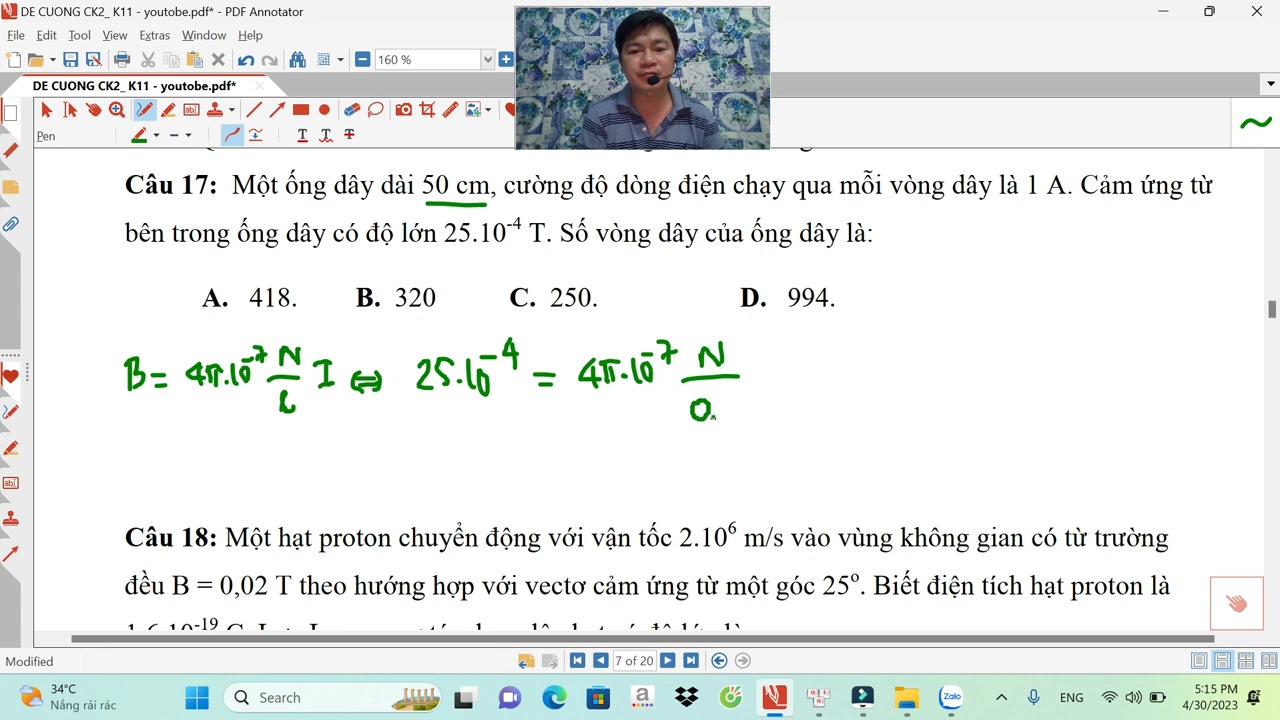 DE CUONG CK2_ K11 - youtobe.pdf* - PDF Annotator
File Edit Tool View Extras Window Help
160 %
DE CUONG CK2_ K11 - youtobe.pdf*
Pen
Câu 17: Một ống dây dài 50 cm, cường độ dòng điện chạy qua mỗi vòng dây là 1 A. Cảm ứng từ
bên trong ống dây có độ lớn 25.10⁻⁴ T. Số vòng dây của ống dây là:
A. 418. B. 320 C. 250. D. 994.
B = 4π.10⁻⁷ N/l I ⇔ 25.10⁻⁴ = 4π.10⁻⁷ N/0,
Câu 18: Một hạt proton chuyển động với vận tốc 2.10⁶ m/s vào vùng không gian có từ trường
đều B = 0,02 T theo hướng hợp với vectơ cảm ứng từ một góc 25°. Biết điện tích hạt proton là
7 of 20
Modified
34°C
Nắng rải rác
Search
Zalo
ENG
5:15 PM
4/30/2023